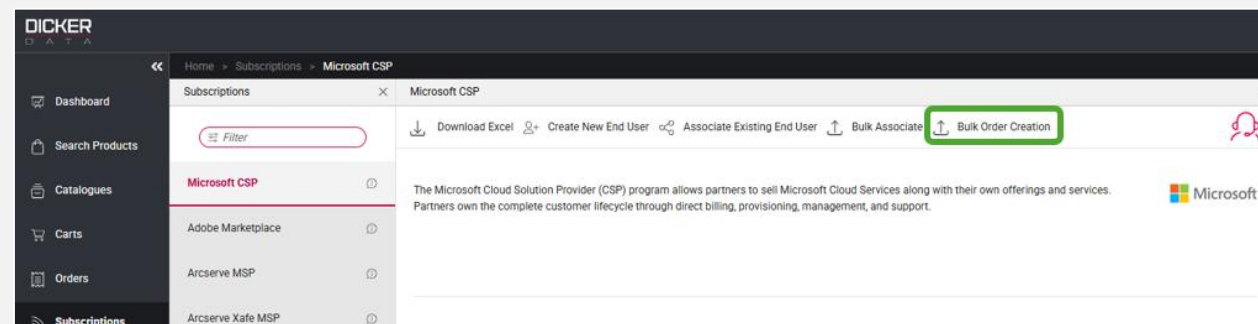 DICKER
DATA
Home > Subscriptions > Microsoft CSP
Subscriptions
Microsoft CSP
Dashboard
Search Products
Catalogues
Carts
Orders
Subscriptions
Filter
Microsoft CSP
Adobe Marketplace
Arcserve MSP
Arcserve Xafe MSP
Download Excel Create New End User Associate Existing End User Bulk Associate Bulk Order Creation
The Microsoft Cloud Solution Provider (CSP) program allows partners to sell Microsoft Cloud Services along with their own offerings and services.
Partners own the complete customer lifecycle through direct billing, provisioning, management, and support.
Microsoft